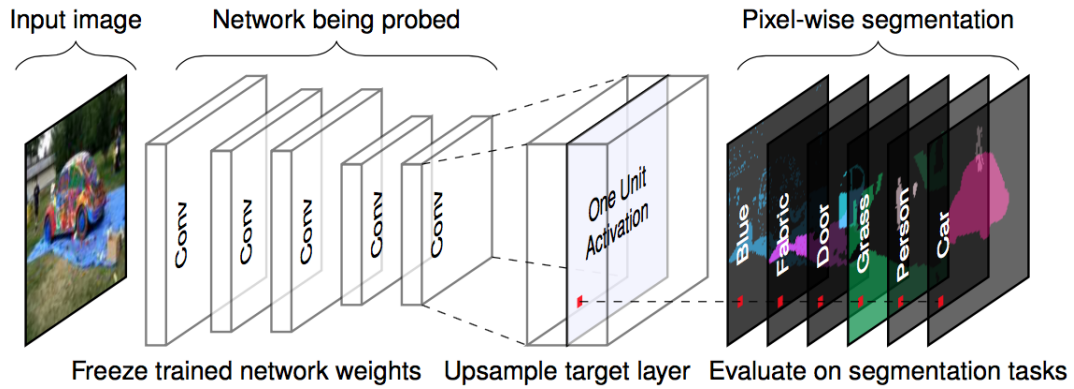 Input image
Network being probed
Pixel-wise segmentation
Conv
Conv
Conv
Conv
Conv
One Unit
Activation
Blue
Fabric
Door
Grass
Person
Car
Freeze trained network weights
Upsample target layer
Evaluate on segmentation tasks